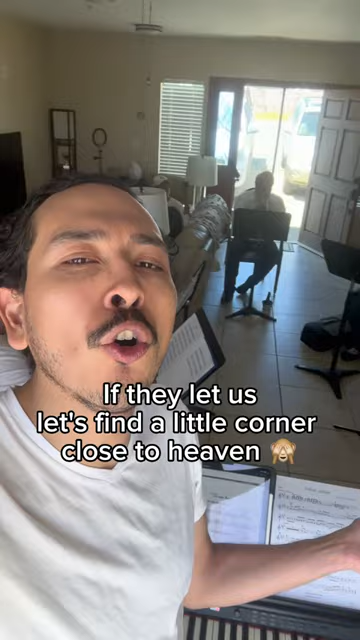 If they let us
let's find a little corner
close to heaven 🙈